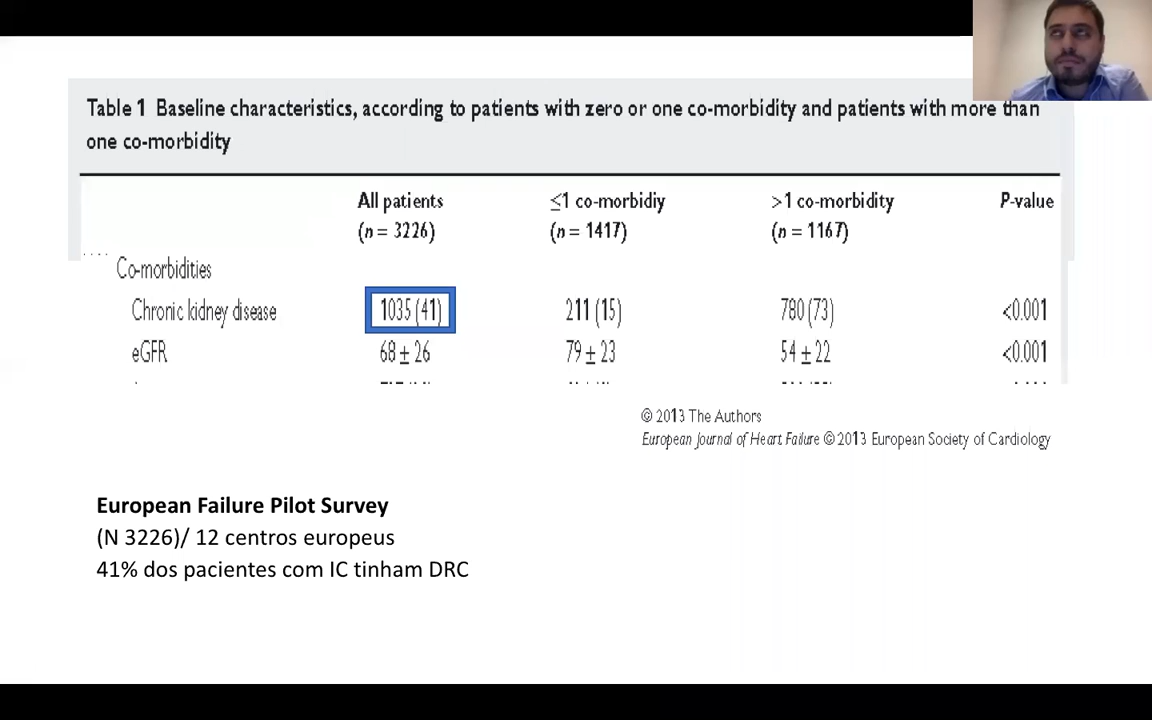 Table 1 Baseline characteristics, according to patients with zero or one co-morbidity and patients with more than
one co-morbidity
All patients ≤1 co-morbidiy >1 co-morbidity P-value
(n = 3226) (n = 1417) (n = 1167)
Co-morbidities
Chronic kidney disease 1035 (41) 211 (15) 780 (73) <0.001
eGFR 68 ± 26 79 ± 23 54 ± 22 <0.001
© 2013 The Authors
European Journal of Heart Failure © 2013 European Society of Cardiology
European Failure Pilot Survey
(N 3226)/ 12 centros europeus
41% dos pacientes com IC tinham DRC